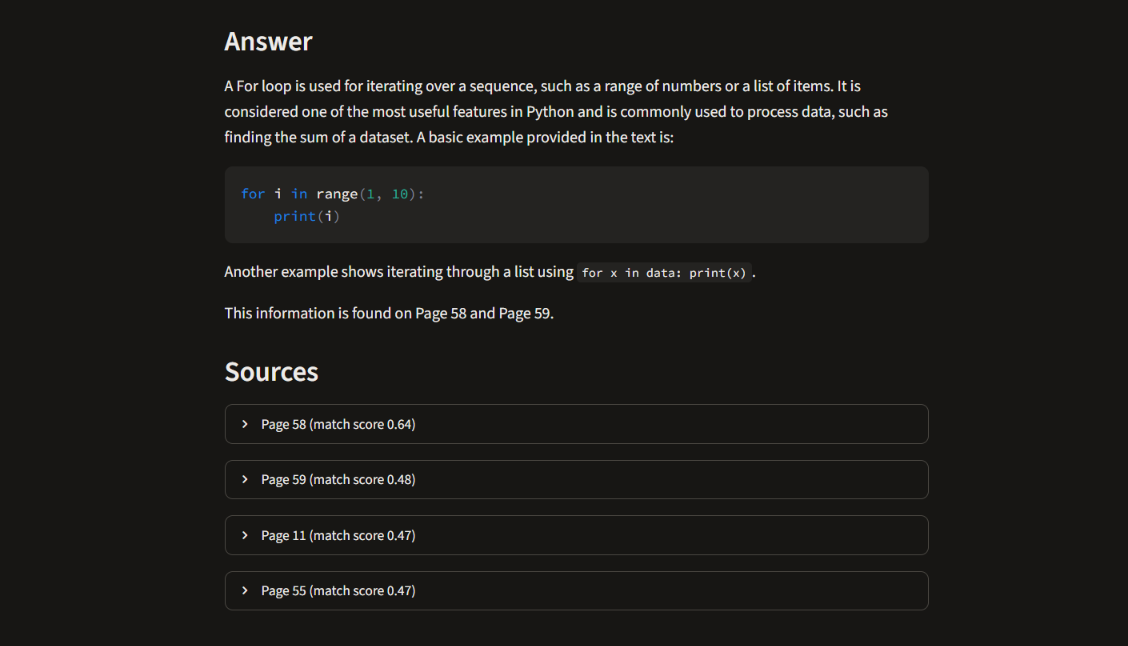 Answer
A For loop is used for iterating over a sequence, such as a range of numbers or a list of items. It is
considered one of the most useful features in Python and is commonly used to process data, such as
finding the sum of a dataset. A basic example provided in the text is:
for i in range(1, 10):
    print(i)
Another example shows iterating through a list using for x in data: print(x).
This information is found on Page 58 and Page 59.
Sources
Page 58 (match score 0.64)
Page 59 (match score 0.48)
Page 11 (match score 0.47)
Page 55 (match score 0.47)